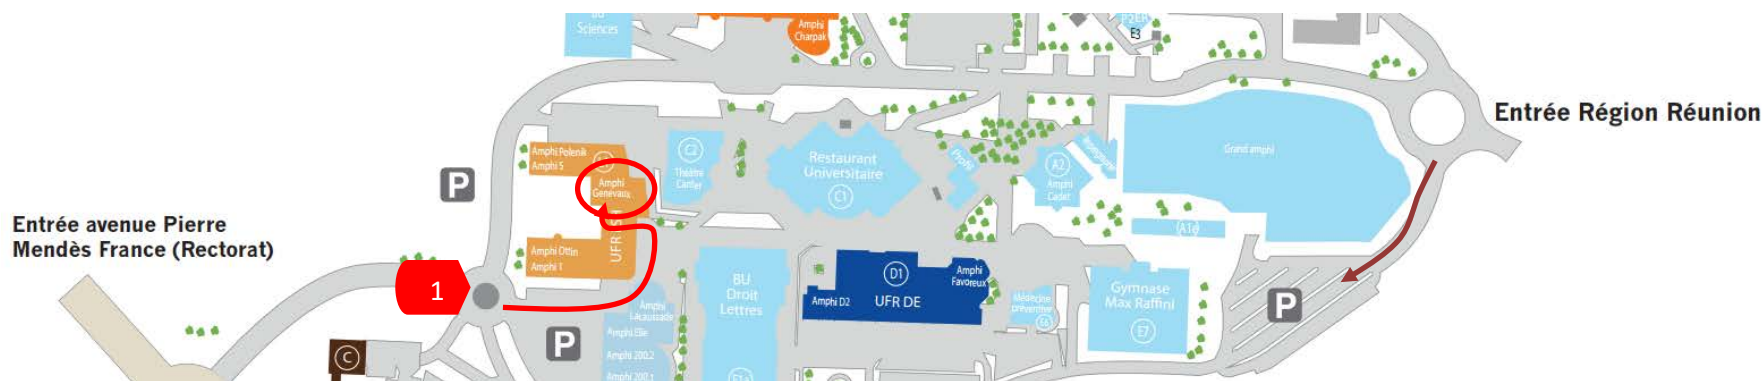 BU
Sciences
Amphi
Charpak
P2ER
E3
Entrée Région Réunion
Amphi Polenik
Amphi 5
Amphi
Genevaux
C2
Théâtre
Canter
Restaurant
Universitaire
C1
A2
Amphi
Cadet
Grand amphi
P
Entrée avenue Pierre
Mendès France (Rectorat)
UFR
Amphi Ottin
Amphi 1
A1e
1
BU
Droit
Lettres
D1
Amphi
Favoreux
Amphi D2
UFR DE
Médecine
préventive
E6
Gymnase
Max Raffini
E7
P
Amphi
Lacaussade
Amphi Elie
Amphi 200.2
Amphi 200.1
P
C